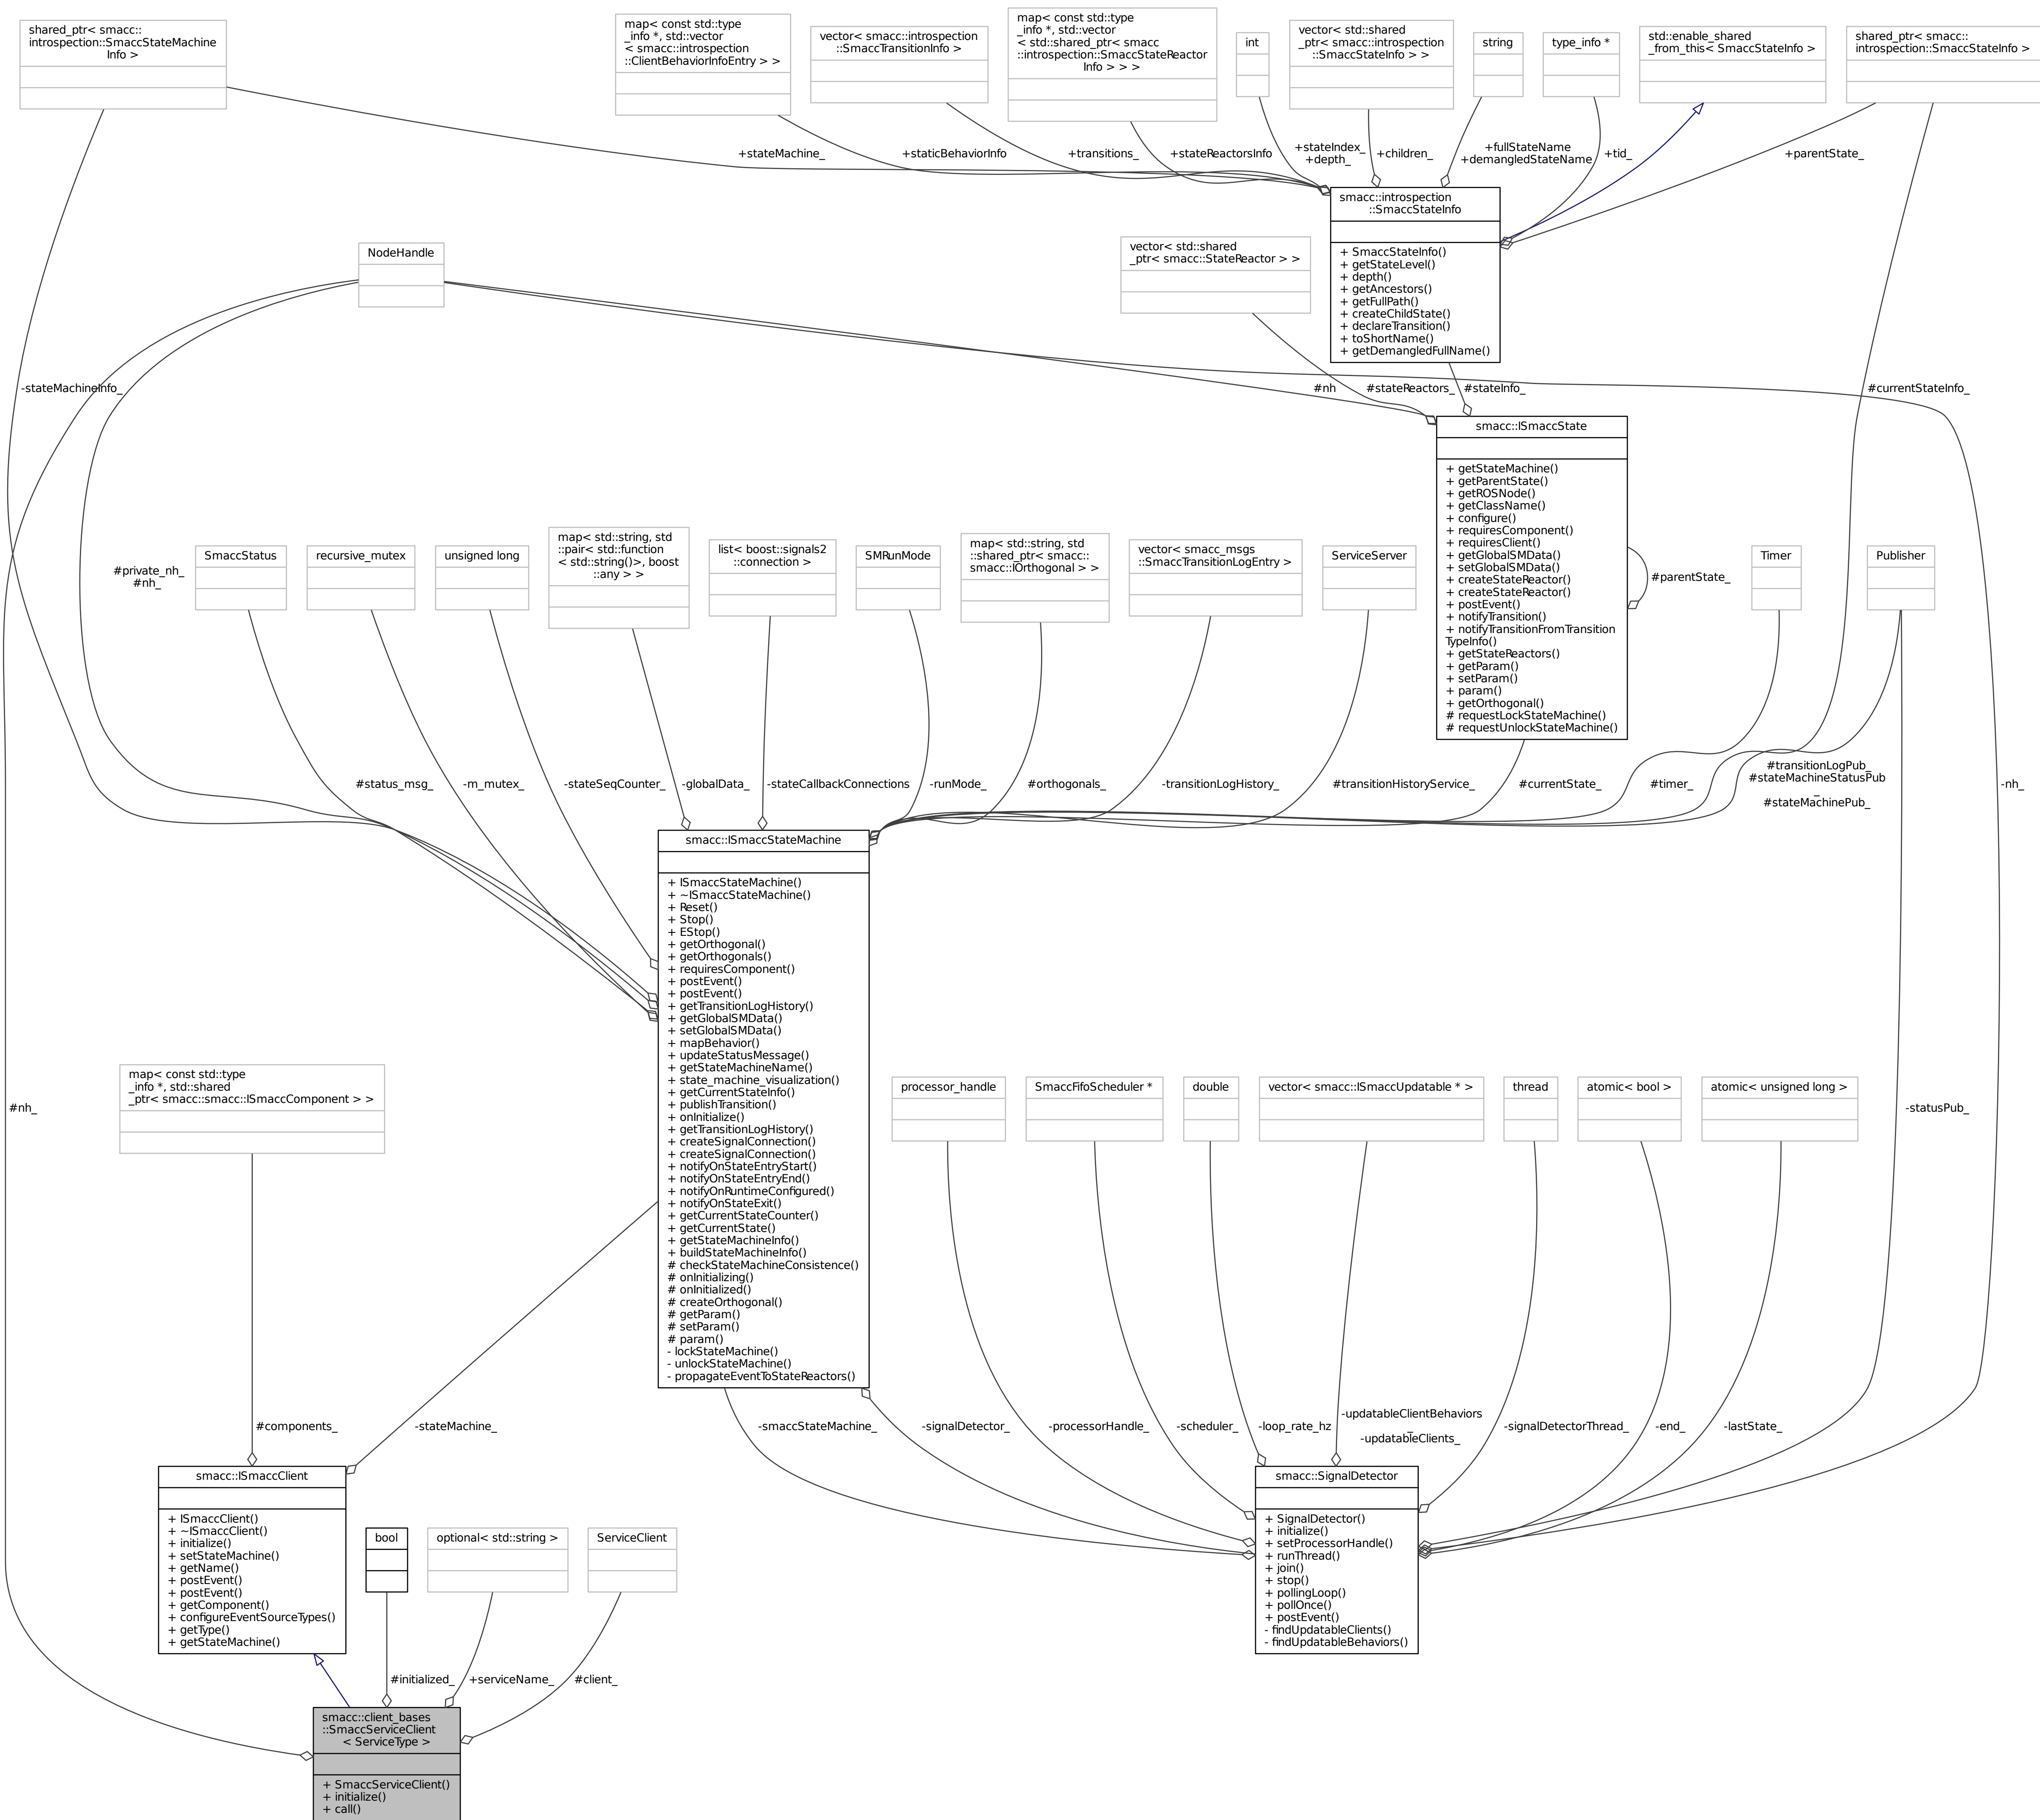 shared_ptr< smacc::
introspection::SmaccStateMachine
Info >
map< const std::type
_info *, std::vector
< smacc::introspection
::ClientBehaviorInfoEntry > >
vector< smacc::introspection
::SmaccTransitionInfo >
map< const std::type
_info *, std::vector
< std::shared_ptr< smacc
::introspection::SmaccStateReactor
Info > > >
int
vector< std::shared
_ptr< smacc::introspection
::SmaccStateInfo > >
string
type_info *
std::enable_shared
_from_this< SmaccStateInfo >
shared_ptr< smacc::
introspection::SmaccStateInfo >
+stateMachine_
+staticBehaviorInfo
+transitions_
+stateReactorsInfo
+stateIndex_
+depth_
+children_
+fullStateName
+demangledStateName
+tid_
+parentState_
smacc::introspection
::SmaccStateInfo
+ SmaccStateInfo()
+ getStateLevel()
+ depth()
+ getAncestors()
+ getFullPath()
+ createChildState()
+ declareTransition()
+ toShortName()
+ getDemangledFullName()
NodeHandle
vector< std::shared
_ptr< smacc::StateReactor > >
-stateMachineInfo_
#nh
#stateReactors_
#stateInfo_
#currentStateInfo_
smacc::ISmaccState
+ getStateMachine()
+ getParentState()
+ getROSNode()
+ getClassName()
+ configure()
+ requiresComponent()
+ requiresClient()
+ getGlobalSMData()
+ setGlobalSMData()
+ createStateReactor()
+ createStateReactor()
+ postEvent()
+ notifyTransition()
+ notifyTransitionFromTransition
TypeInfo()
+ getStateReactors()
+ getParam()
+ setParam()
+ param()
+ getOrthogonal()
# requestLockStateMachine()
# requestUnlockStateMachine()
#parentState_
#private_nh_
#nh_
SmaccStatus
recursive_mutex
unsigned long
map< std::string, std
::pair< std::function
< std::string()>, boost
::any > >
list< boost::signals2
::connection >
SMRunMode
map< std::string, std
::shared_ptr< smacc::
smacc::IOrthogonal > >
vector< smacc_msgs
::SmaccTransitionLogEntry >
ServiceServer
Timer
Publisher
#status_msg_
-m_mutex_
-stateSeqCounter_
-globalData_
-stateCallbackConnections
-runMode_
#orthogonals_
-transitionLogHistory_
#transitionHistoryService_
#currentState_
#timer_
#transitionLogPub_
#stateMachineStatusPub
_
#stateMachinePub_
-nh_
smacc::ISmaccStateMachine
+ ISmaccStateMachine()
+ ~ISmaccStateMachine()
+ Reset()
+ Stop()
+ EStop()
+ getOrthogonal()
+ getOrthogonals()
+ requiresComponent()
+ postEvent()
+ postEvent()
+ getTransitionLogHistory()
+ getGlobalSMData()
+ setGlobalSMData()
+ mapBehavior()
+ updateStatusMessage()
+ getStateMachineName()
+ state_machine_visualization()
+ getCurrentStateInfo()
+ publishTransition()
+ onInitialize()
+ getTransitionLogHistory()
+ createSignalConnection()
+ createSignalConnection()
+ notifyOnStateEntryStart()
+ notifyOnStateEntryEnd()
+ notifyOnRuntimeConfigured()
+ notifyOnStateExit()
+ getCurrentStateCounter()
+ getCurrentState()
+ getStateMachineInfo()
+ buildStateMachineInfo()
# checkStateMachineConsistence()
# onInitializing()
# onInitialized()
# createOrthogonal()
# getParam()
# setParam()
# param()
- lockStateMachine()
- unlockStateMachine()
- propagateEventToStateReactors()
#nh_
map< const std::type
_info *, std::shared
_ptr< smacc::smacc::ISmaccComponent > >
processor_handle
SmaccFifoScheduler *
double
vector< smacc::ISmaccUpdatable * >
thread
atomic< bool >
atomic< unsigned long >
-statusPub_
#components_
-stateMachine_
-smaccStateMachine_
-signalDetector_
-processorHandle_
-scheduler_
-loop_rate_hz
-updatableClientBehaviors
_
-updatableClients_
-signalDetectorThread_
-end_
-lastState_
smacc::ISmaccClient
+ ISmaccClient()
+ ~ISmaccClient()
+ initialize()
+ setStateMachine()
+ getName()
+ postEvent()
+ postEvent()
+ getComponent()
+ configureEventSourceTypes()
+ getType()
+ getStateMachine()
smacc::SignalDetector
+ SignalDetector()
+ initialize()
+ setProcessorHandle()
+ runThread()
+ join()
+ stop()
+ pollingLoop()
+ pollOnce()
+ postEvent()
- findUpdatableClients()
- findUpdatableBehaviors()
bool
optional< std::string >
ServiceClient
#initialized_
+serviceName_
#client_
smacc::client_bases
::SmaccServiceClient
< ServiceType >
+ SmaccServiceClient()
+ initialize()
+ call()